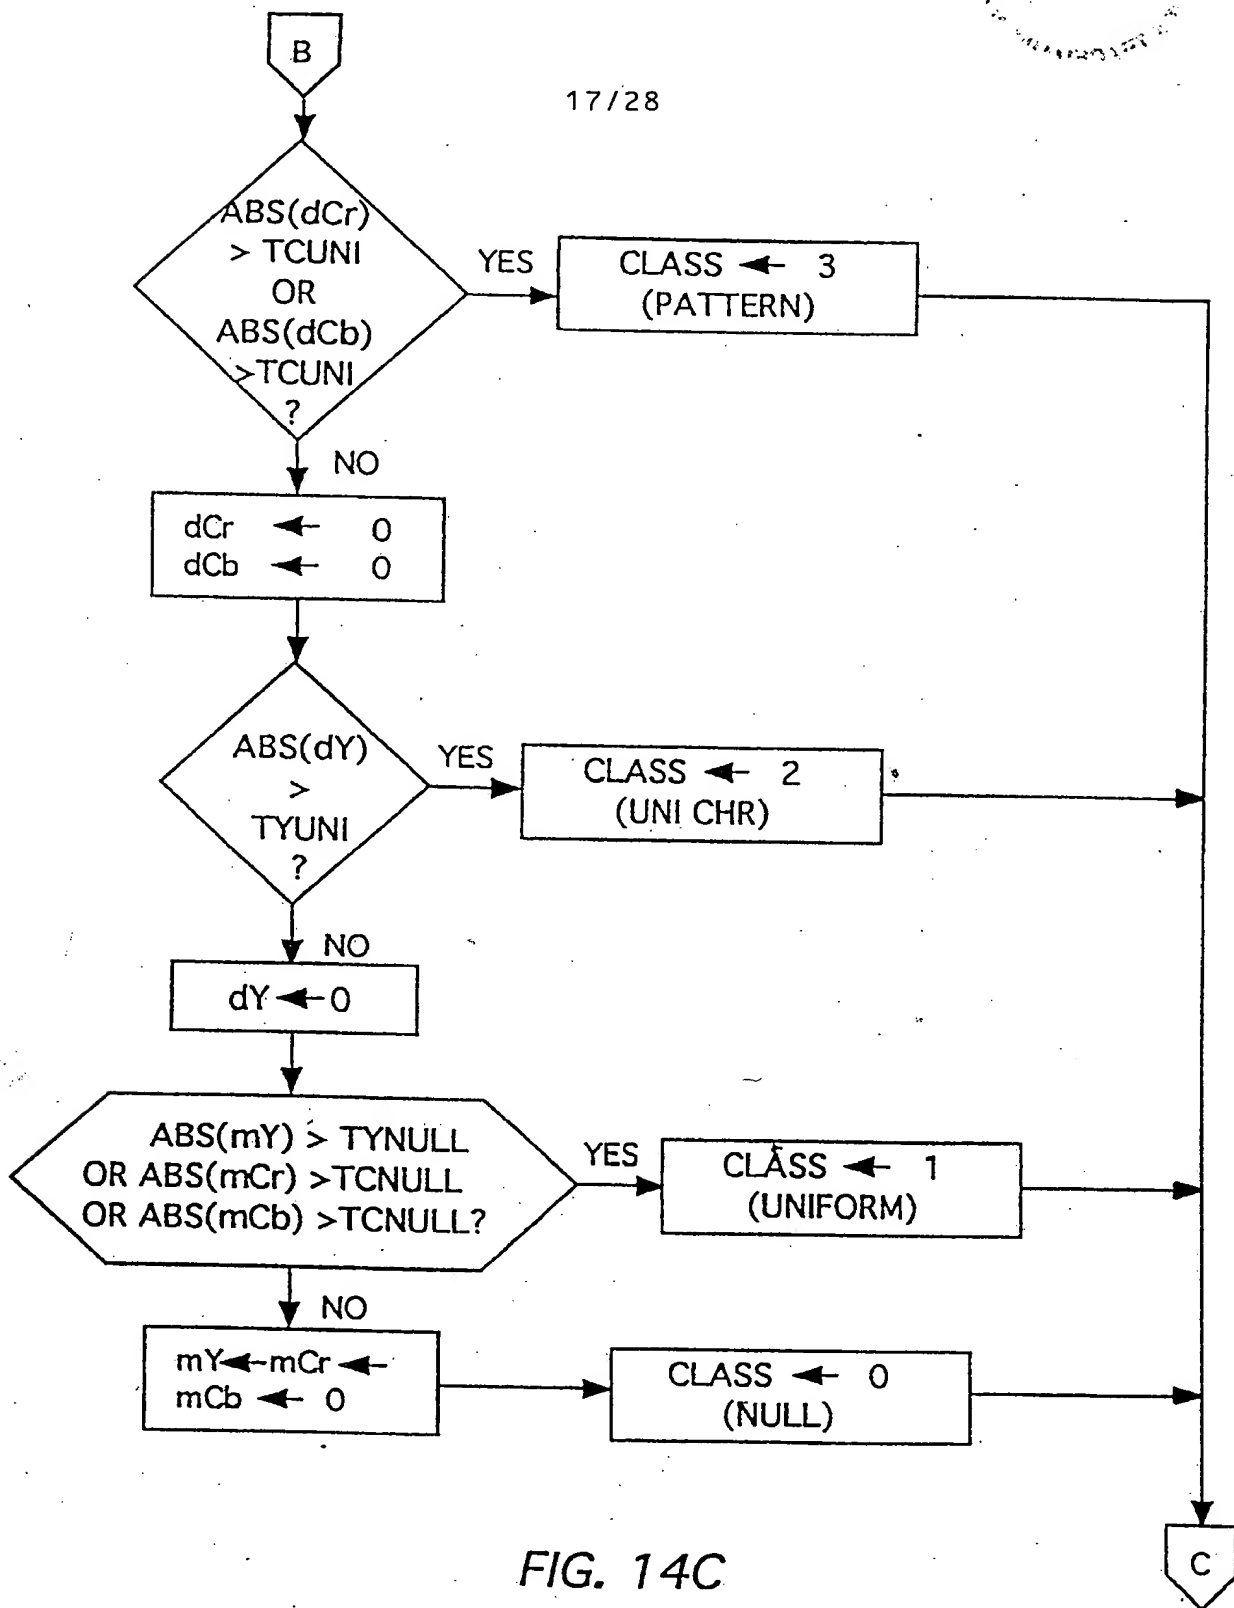 B
17/28
ABS(dCr)
> TCUNI
OR
ABS(dCb)
>TCUNI
?
YES
CLASS ← 3
(PATTERN)
NO
dCr ← 0
dCb ← 0
ABS(dY)
>
TYUNI
?
YES
CLASS ← 2
(UNI CHR)
NO
dY←0
ABS(mY) > TYNULL
OR ABS(mCr) >TCNULL
OR ABS(mCb) >TCNULL?
YES
CLASS ← 1
(UNIFORM)
NO
mY←mCr←
mCb ← 0
CLASS ← 0
(NULL)
C
FIG. 14C